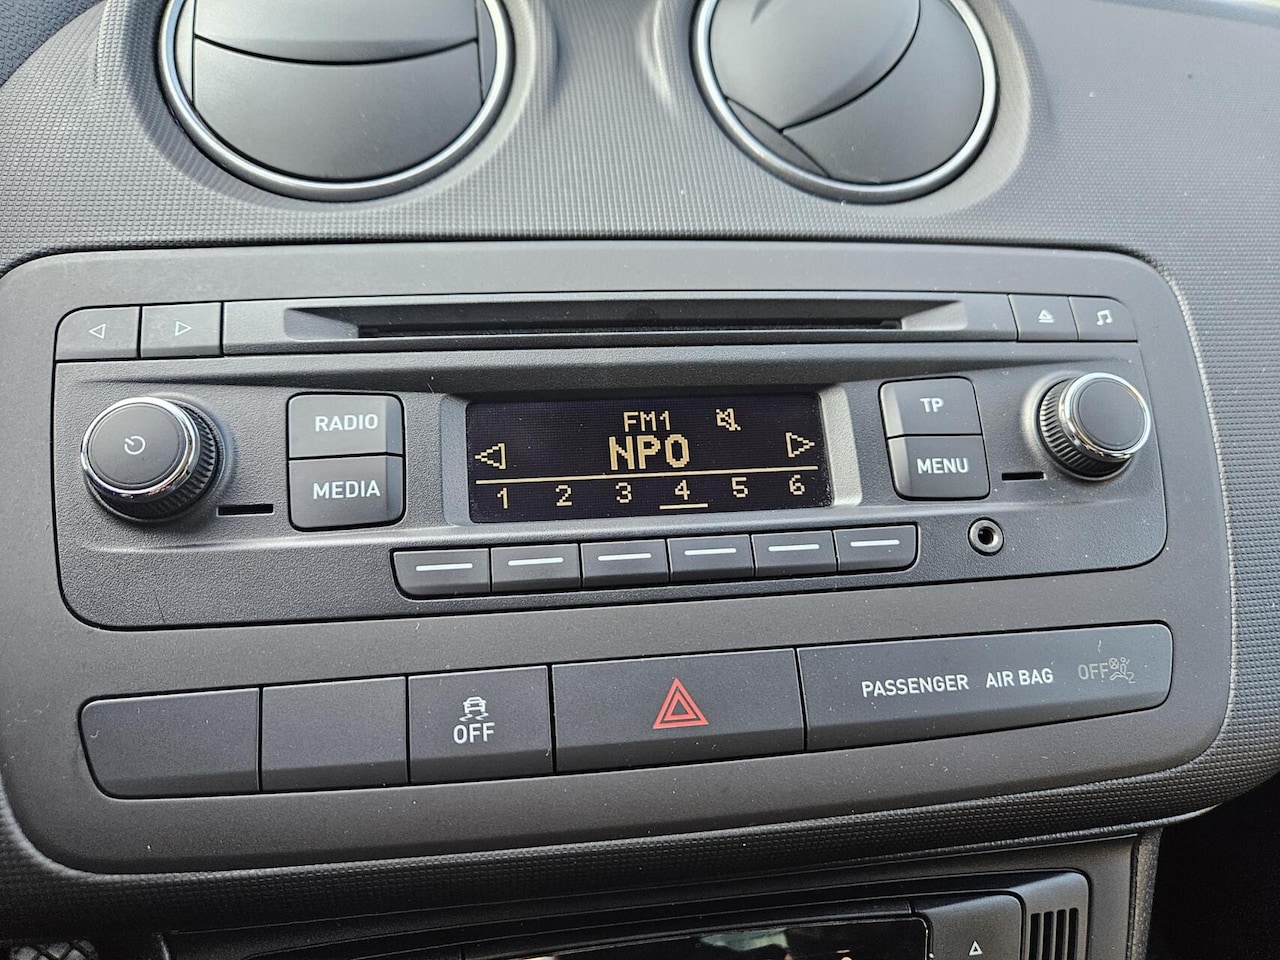 RADIO
MEDIA
FM1
NPO
1 2 3 4 5 6
TP
MENU
OFF
PASSENGER AIR BAG OFF